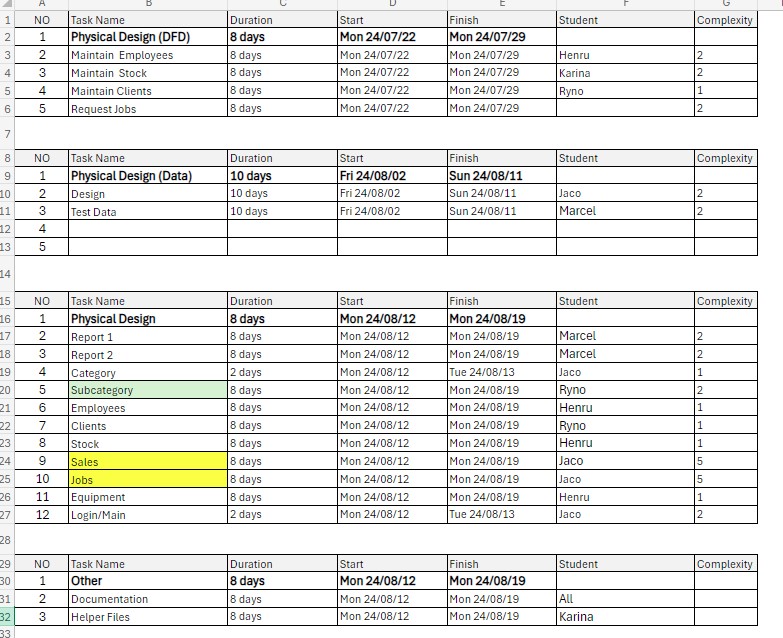 A B C D E F G
1 NO Task Name Duration Start Finish Student Complexity
2 1 Physical Design (DFD) 8 days Mon 24/07/22 Mon 24/07/29
3 2 Maintain Employees 8 days Mon 24/07/22 Mon 24/07/29 Henru 2
4 3 Maintain Stock 8 days Mon 24/07/22 Mon 24/07/29 Karina 2
5 4 Maintain Clients 8 days Mon 24/07/22 Mon 24/07/29 Ryno 1
6 5 Request Jobs 8 days Mon 24/07/22 Mon 24/07/29 2
7
8 NO Task Name Duration Start Finish Student Complexity
9 1 Physical Design (Data) 10 days Fri 24/08/02 Sun 24/08/11
10 2 Design 10 days Fri 24/08/02 Sun 24/08/11 Jaco 2
11 3 Test Data 10 days Fri 24/08/02 Sun 24/08/11 Marcel 2
12 4
13 5
14
15 NO Task Name Duration Start Finish Student Complexity
16 1 Physical Design 8 days Mon 24/08/12 Mon 24/08/19
17 2 Report 1 8 days Mon 24/08/12 Mon 24/08/19 Marcel 2
18 3 Report 2 8 days Mon 24/08/12 Mon 24/08/19 Marcel 2
19 4 Category 2 days Mon 24/08/12 Tue 24/08/13 Jaco 1
20 5 Subcategory 8 days Mon 24/08/12 Mon 24/08/19 Ryno 2
21 6 Employees 8 days Mon 24/08/12 Mon 24/08/19 Henru 1
22 7 Clients 8 days Mon 24/08/12 Mon 24/08/19 Ryno 1
23 8 Stock 8 days Mon 24/08/12 Mon 24/08/19 Henru 1
24 9 Sales 8 days Mon 24/08/12 Mon 24/08/19 Jaco 5
25 10 Jobs 8 days Mon 24/08/12 Mon 24/08/19 Jaco 5
26 11 Equipment 8 days Mon 24/08/12 Mon 24/08/19 Henru 1
27 12 Login/Main 2 days Mon 24/08/12 Tue 24/08/13 Jaco 2
28
29 NO Task Name Duration Start Finish Student Complexity
30 1 Other 8 days Mon 24/08/12 Mon 24/08/19
31 2 Documentation 8 days Mon 24/08/12 Mon 24/08/19 All
32 3 Helper Files 8 days Mon 24/08/12 Mon 24/08/19 Karina
33